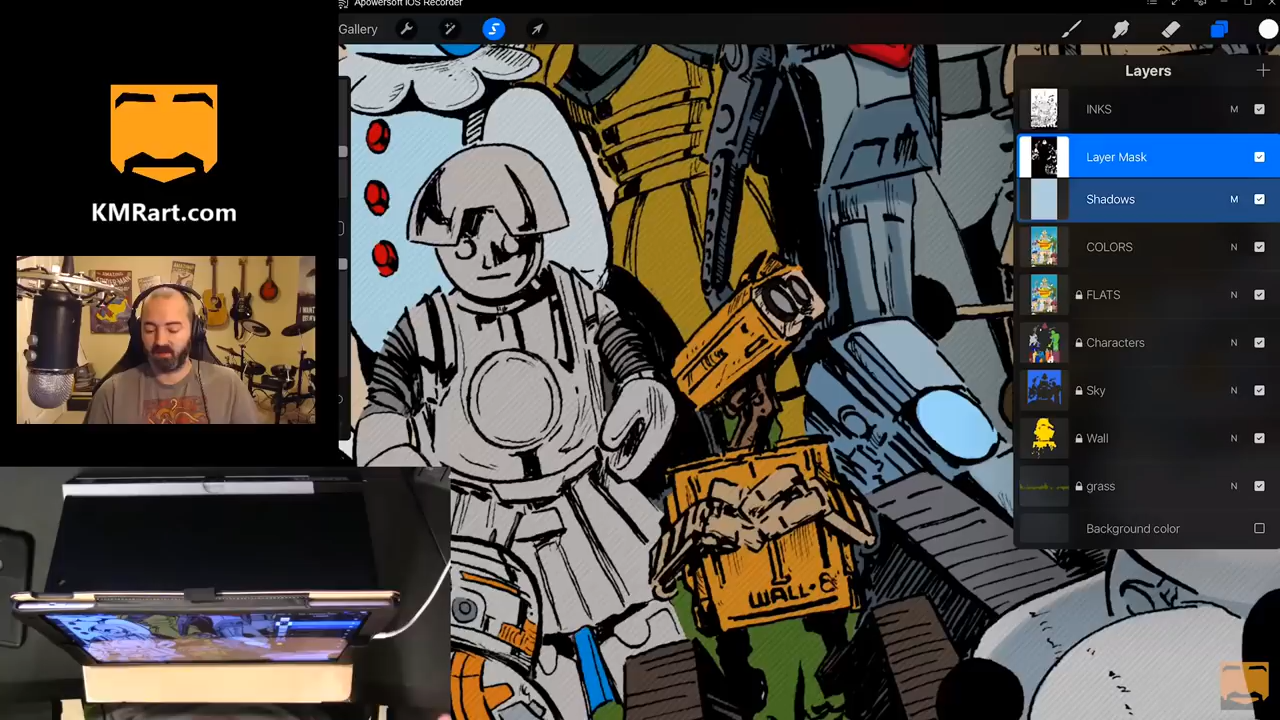 Apowersoft iOS Recorder
Gallery
KMRart.com
Layers
INKS M
Layer Mask
Shadows M
COLORS N
FLATS N
Characters N
Sky N
Wall N
grass N
Background color
WALL•E